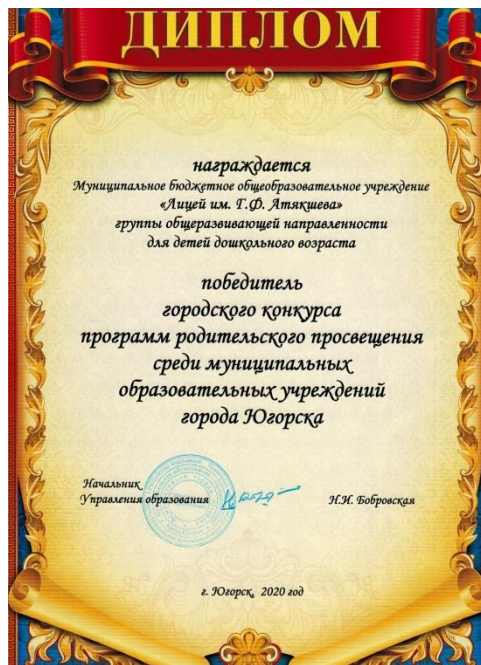 ДИПЛОМ
награждается
Муниципальное бюджетное общеобразовательное учреждение
«Лицей им. Г.Ф. Атякшева»
группы общеразвивающей направленности
для детей дошкольного возраста
победитель
городского конкурса
программ родительского просвещения
среди муниципальных
образовательных учреждений
города Югорска
Начальник
Управления образования
Н.И. Бобровская
г. Югорск, 2020 год